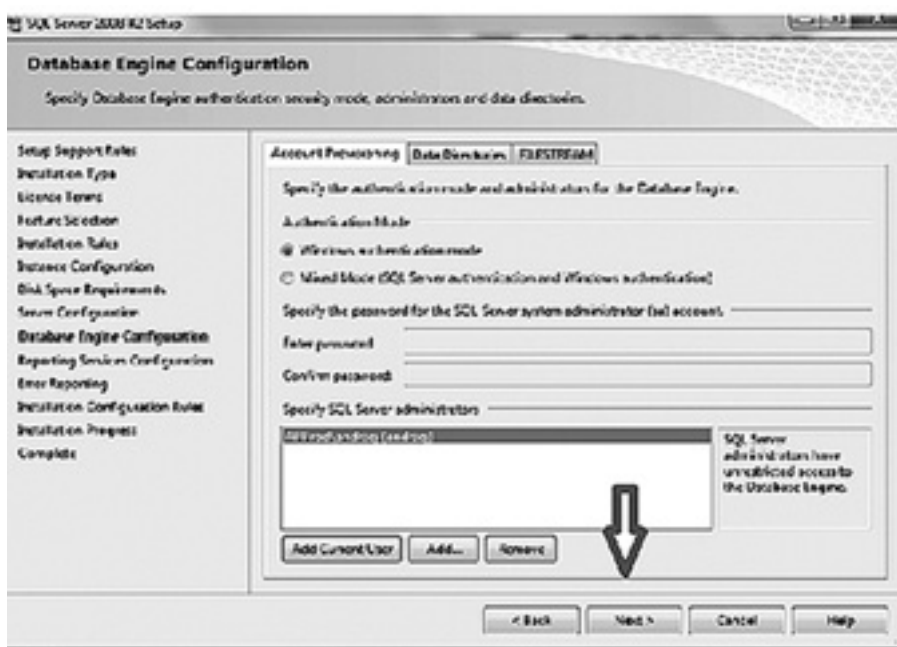 SQL Server 2008 R2 Setup
Database Engine Configuration
Specify Database Engine authentication security mode, administrators and data directories.
Setup Support Rules
Installation Type
License Terms
Feature Selection
Installation Rules
Instance Configuration
Disk Space Requirements
Server Configuration
Database Engine Configuration
Reporting Services Configuration
Error Reporting
Installation Configuration Rules
Installation Progress
Complete
Account Provisioning Data Directories FILESTREAM
Specify the authentication mode and administrators for the Database Engine.
Authentication Mode
Windows authentication mode
Mixed Mode (SQL Server authentication and Windows authentication)
Specify the password for the SQL Server system administrator (sa) account.
Enter password:
Confirm password:
Specify SQL Server administrators
SQL Server
administrators have
unrestricted access to
the Database Engine.
Add Current User Add... Remove
< Back Next > Cancel Help